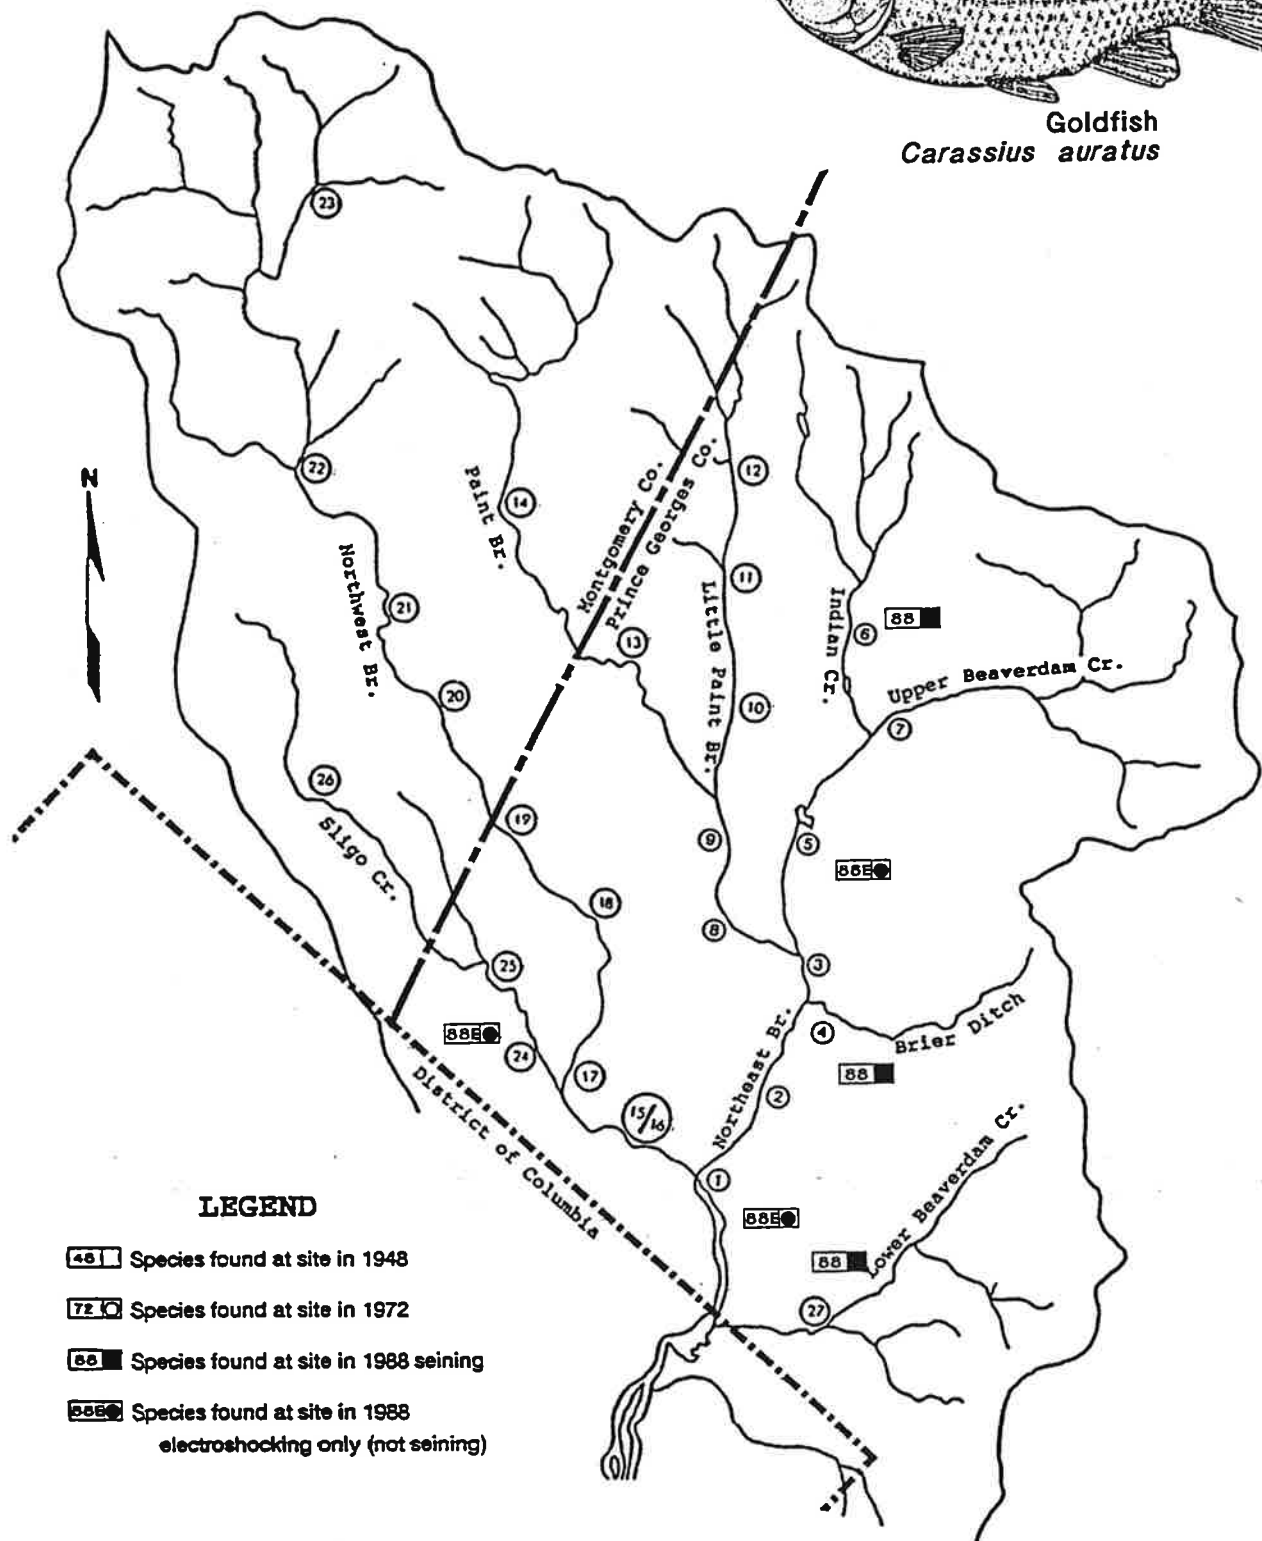 Goldfish
Carassius auratus
23
N
22
14
12
Paint Br.
Montgomery Co.
Prince Georges Co.
11
Northwest Br.
21
13
Little Paint Br.
Indian Cr.
6
88
Upper Beaverdam Cr.
20
10
7
26
Sligo Cr.
19
9
5
88E
18
8
25
3
88E
24
17
Northeast Br.
4
Brier Ditch
88
2
District of Columbia
15/16
Lower Beaverdam Cr.
1
88E
88
27
LEGEND
48 Species found at site in 1948
72 Species found at site in 1972
88 Species found at site in 1988 seining
88E Species found at site in 1988
electroshocking only (not seining)